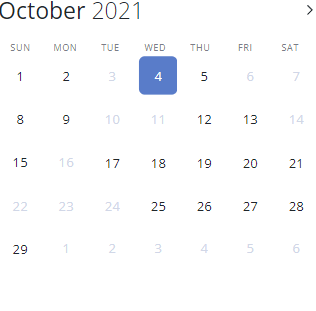 October 2021
SUN MON TUE WED THU FRI SAT
1 2 3 4 5 6 7
8 9 10 11 12 13 14
15 16 17 18 19 20 21
22 23 24 25 26 27 28
29 1 2 3 4 5 6